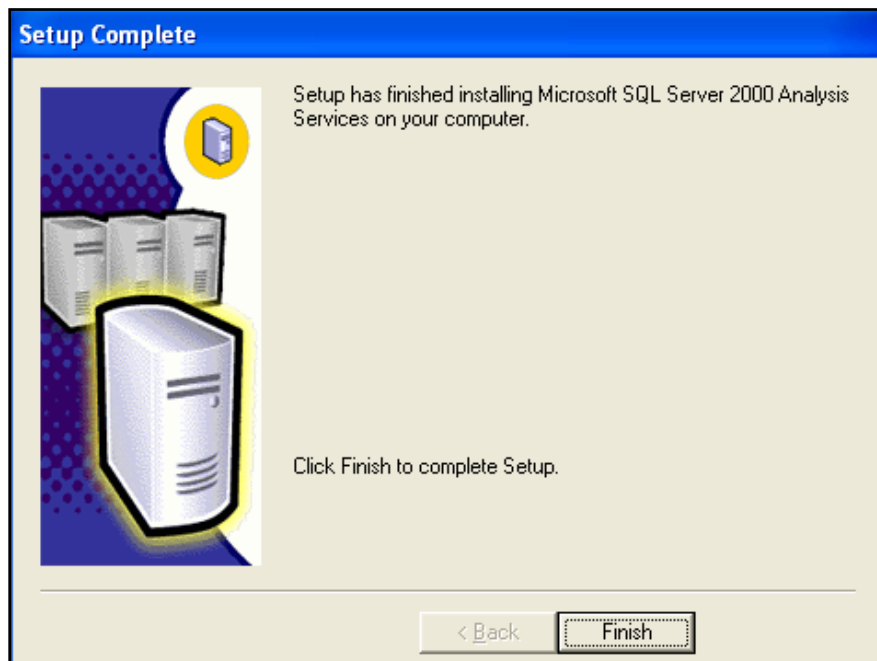 Setup Complete
Setup has finished installing Microsoft SQL Server 2000 Analysis
Services on your computer.
Click Finish to complete Setup.
< Back
Finish